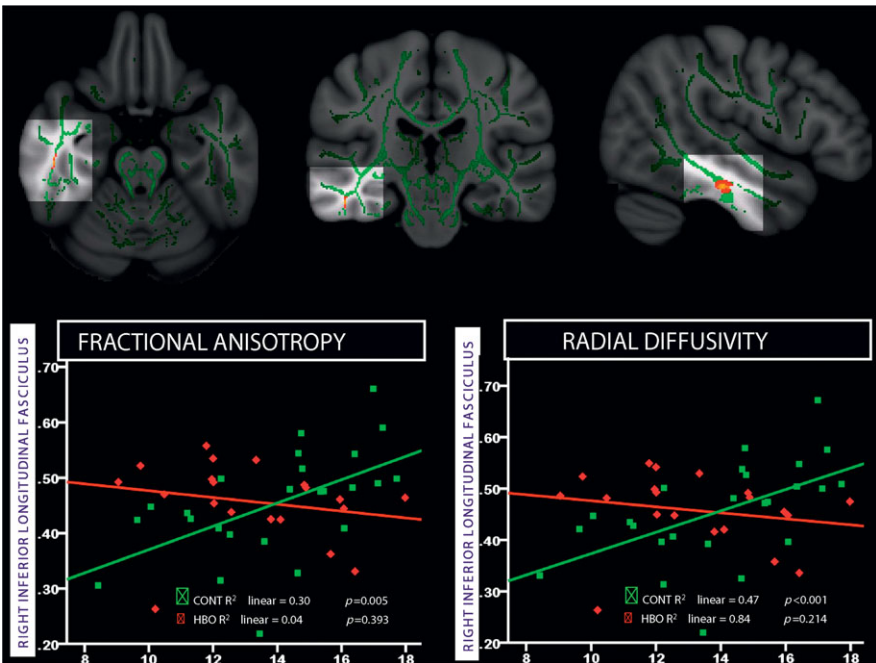 FRACTIONAL ANISOTROPY
RIGHT INFERIOR LONGITUDINAL FASCICULUS
.70
.60
.50
.40
.30
.20
CONT R² linear = 0.30 p=0.005
HBO R² linear = 0.04 p=0.393
8 10 12 14 16 18
RADIAL DIFFUSIVITY
RIGHT INFERIOR LONGITUDINAL FASCICULUS
.70
.60
.50
.40
.30
.20
CONT R² linear = 0.47 p<0.001
HBO R² linear = 0.84 p=0.214
8 10 12 14 16 18